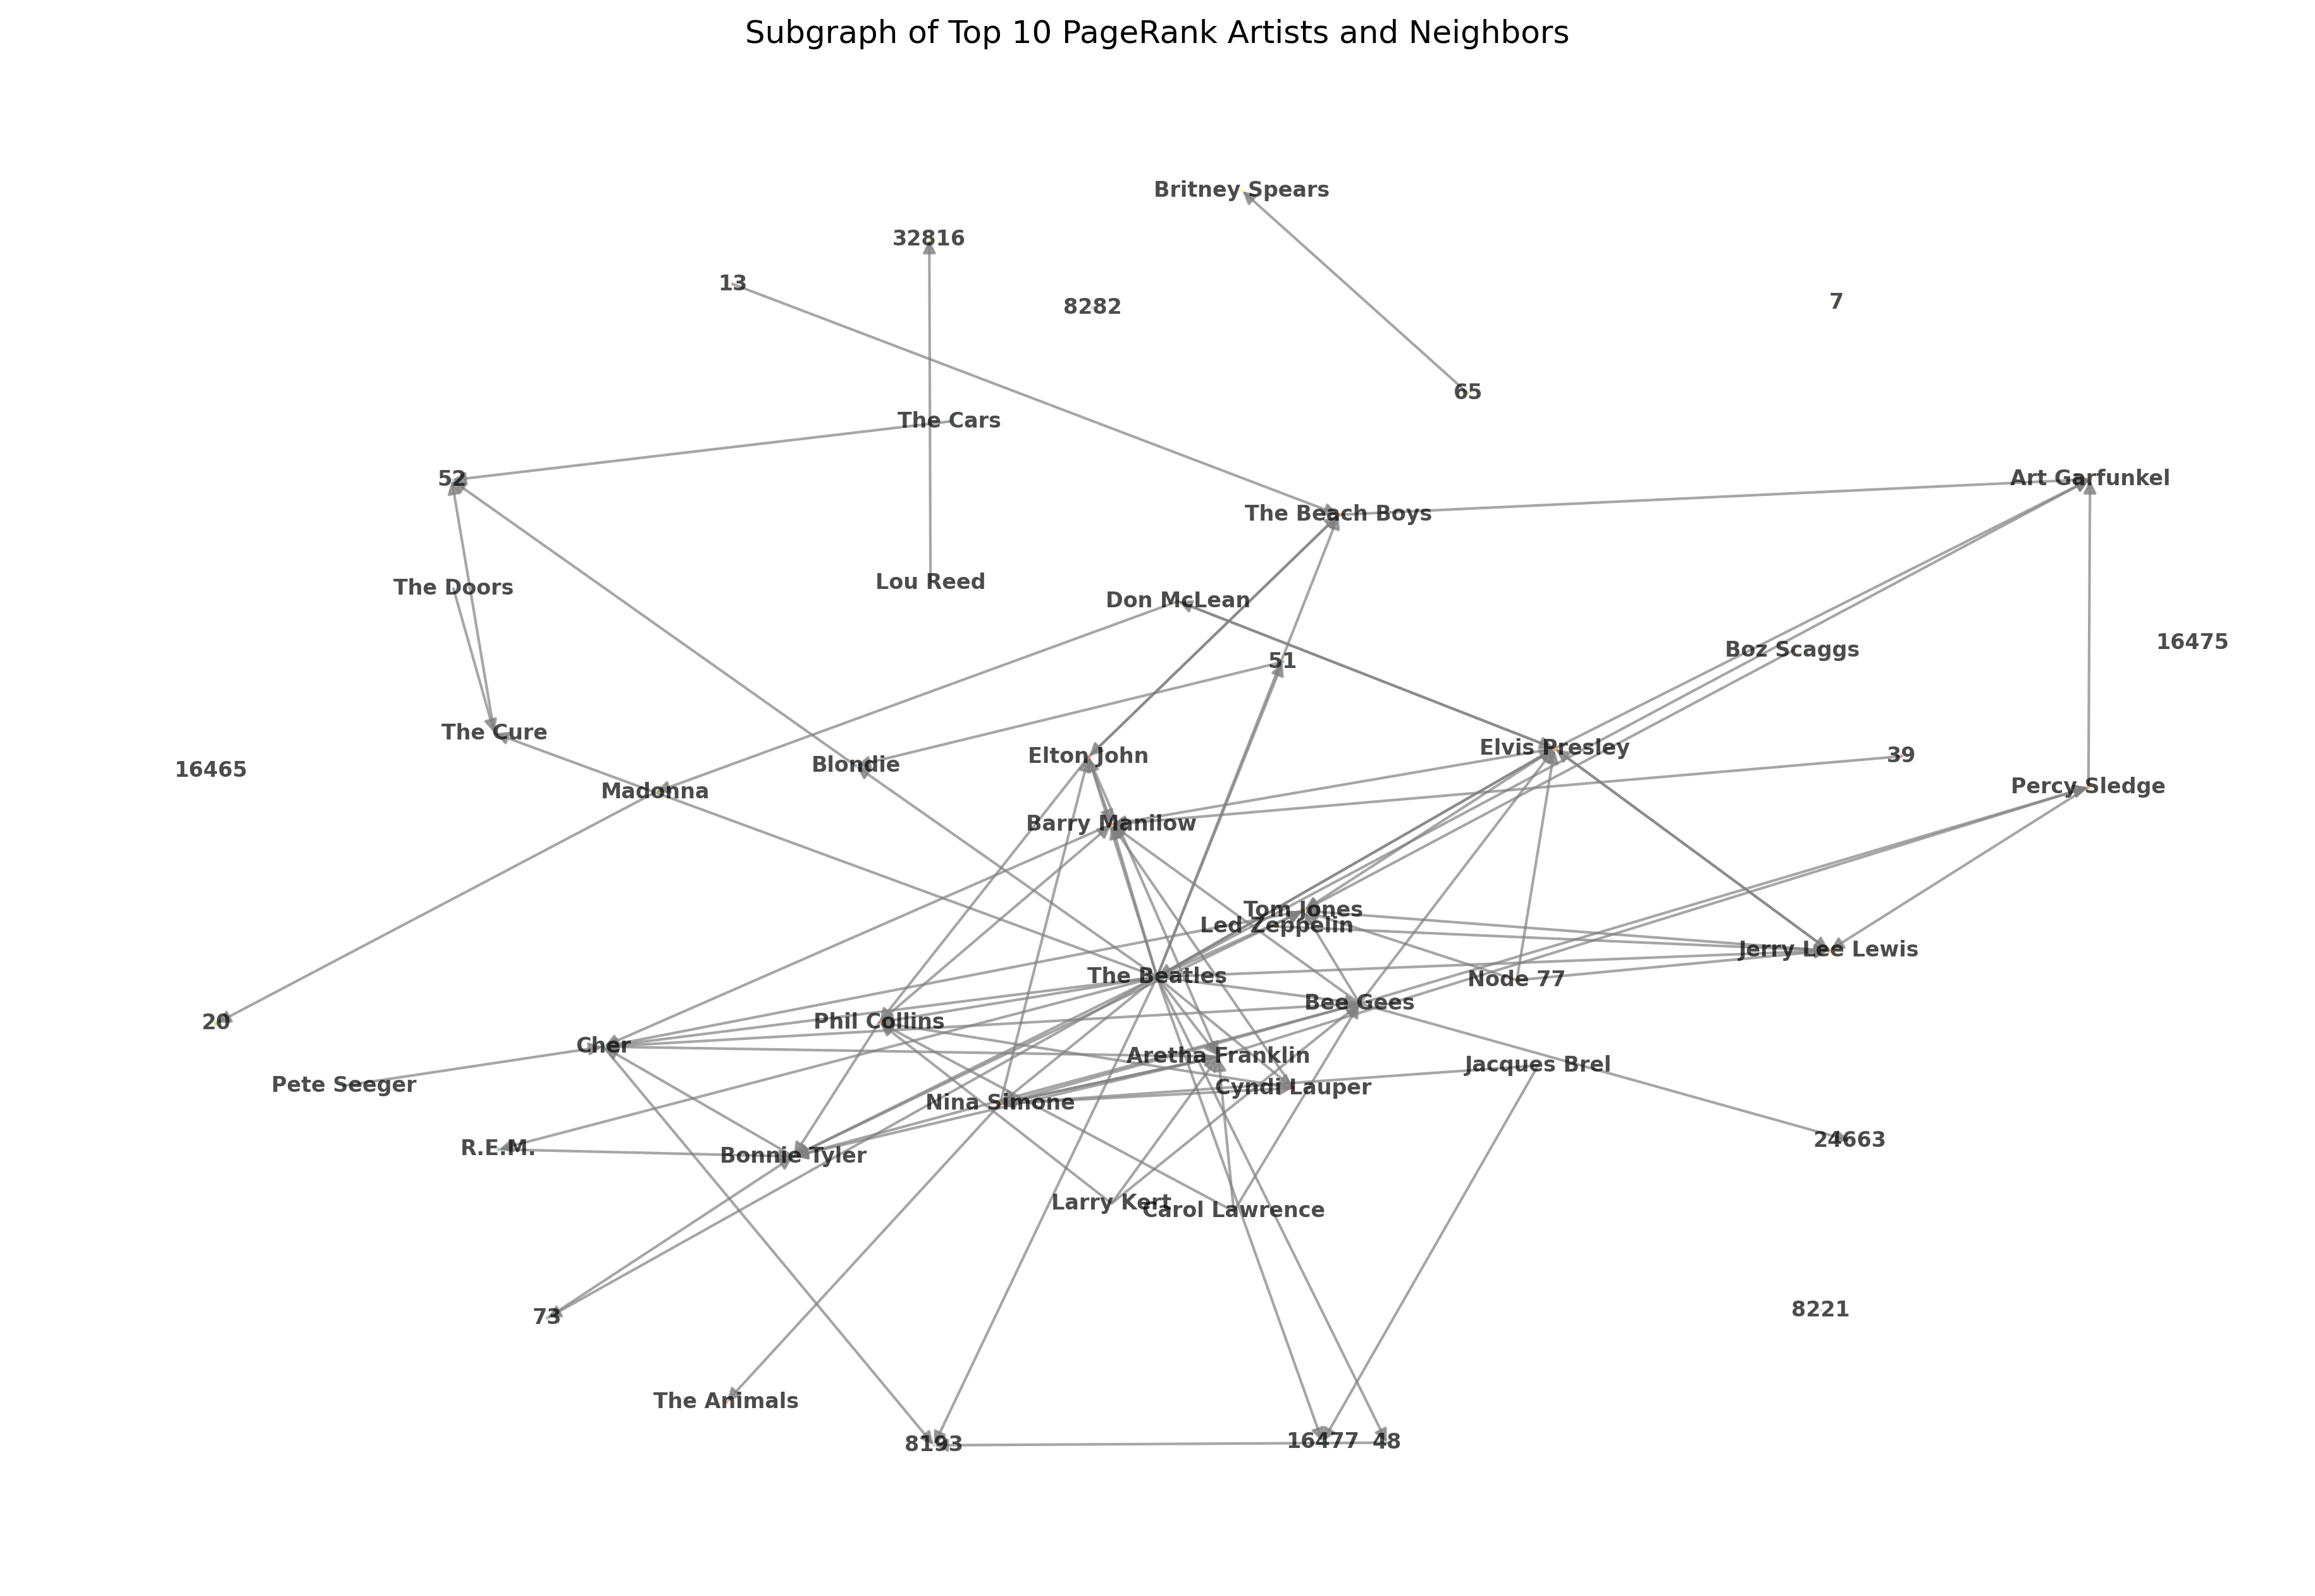 Subgraph of Top 10 PageRank Artists and Neighbors
Britney Spears
32816
13
8282
7
65
The Cars
52
Art Garfunkel
The Beach Boys
The Doors
Lou Reed
Don McLean
16475
Boz Scaggs
51
The Cure
Elvis Presley
Elton John
39
Blondie
16465
Madonna
Percy Sledge
Barry Manilow
Tom Jones
Led Zeppelin
Jerry Lee Lewis
The Beatles
Node 77
Bee Gees
20
Phil Collins
Cher
Aretha Franklin
Jacques Brel
Pete Seeger
Cyndi Lauper
Nina Simone
24663
R.E.M.
Bonnie Tyler
Larry Kert
Carol Lawrence
8221
73
The Animals
8193
16477
48